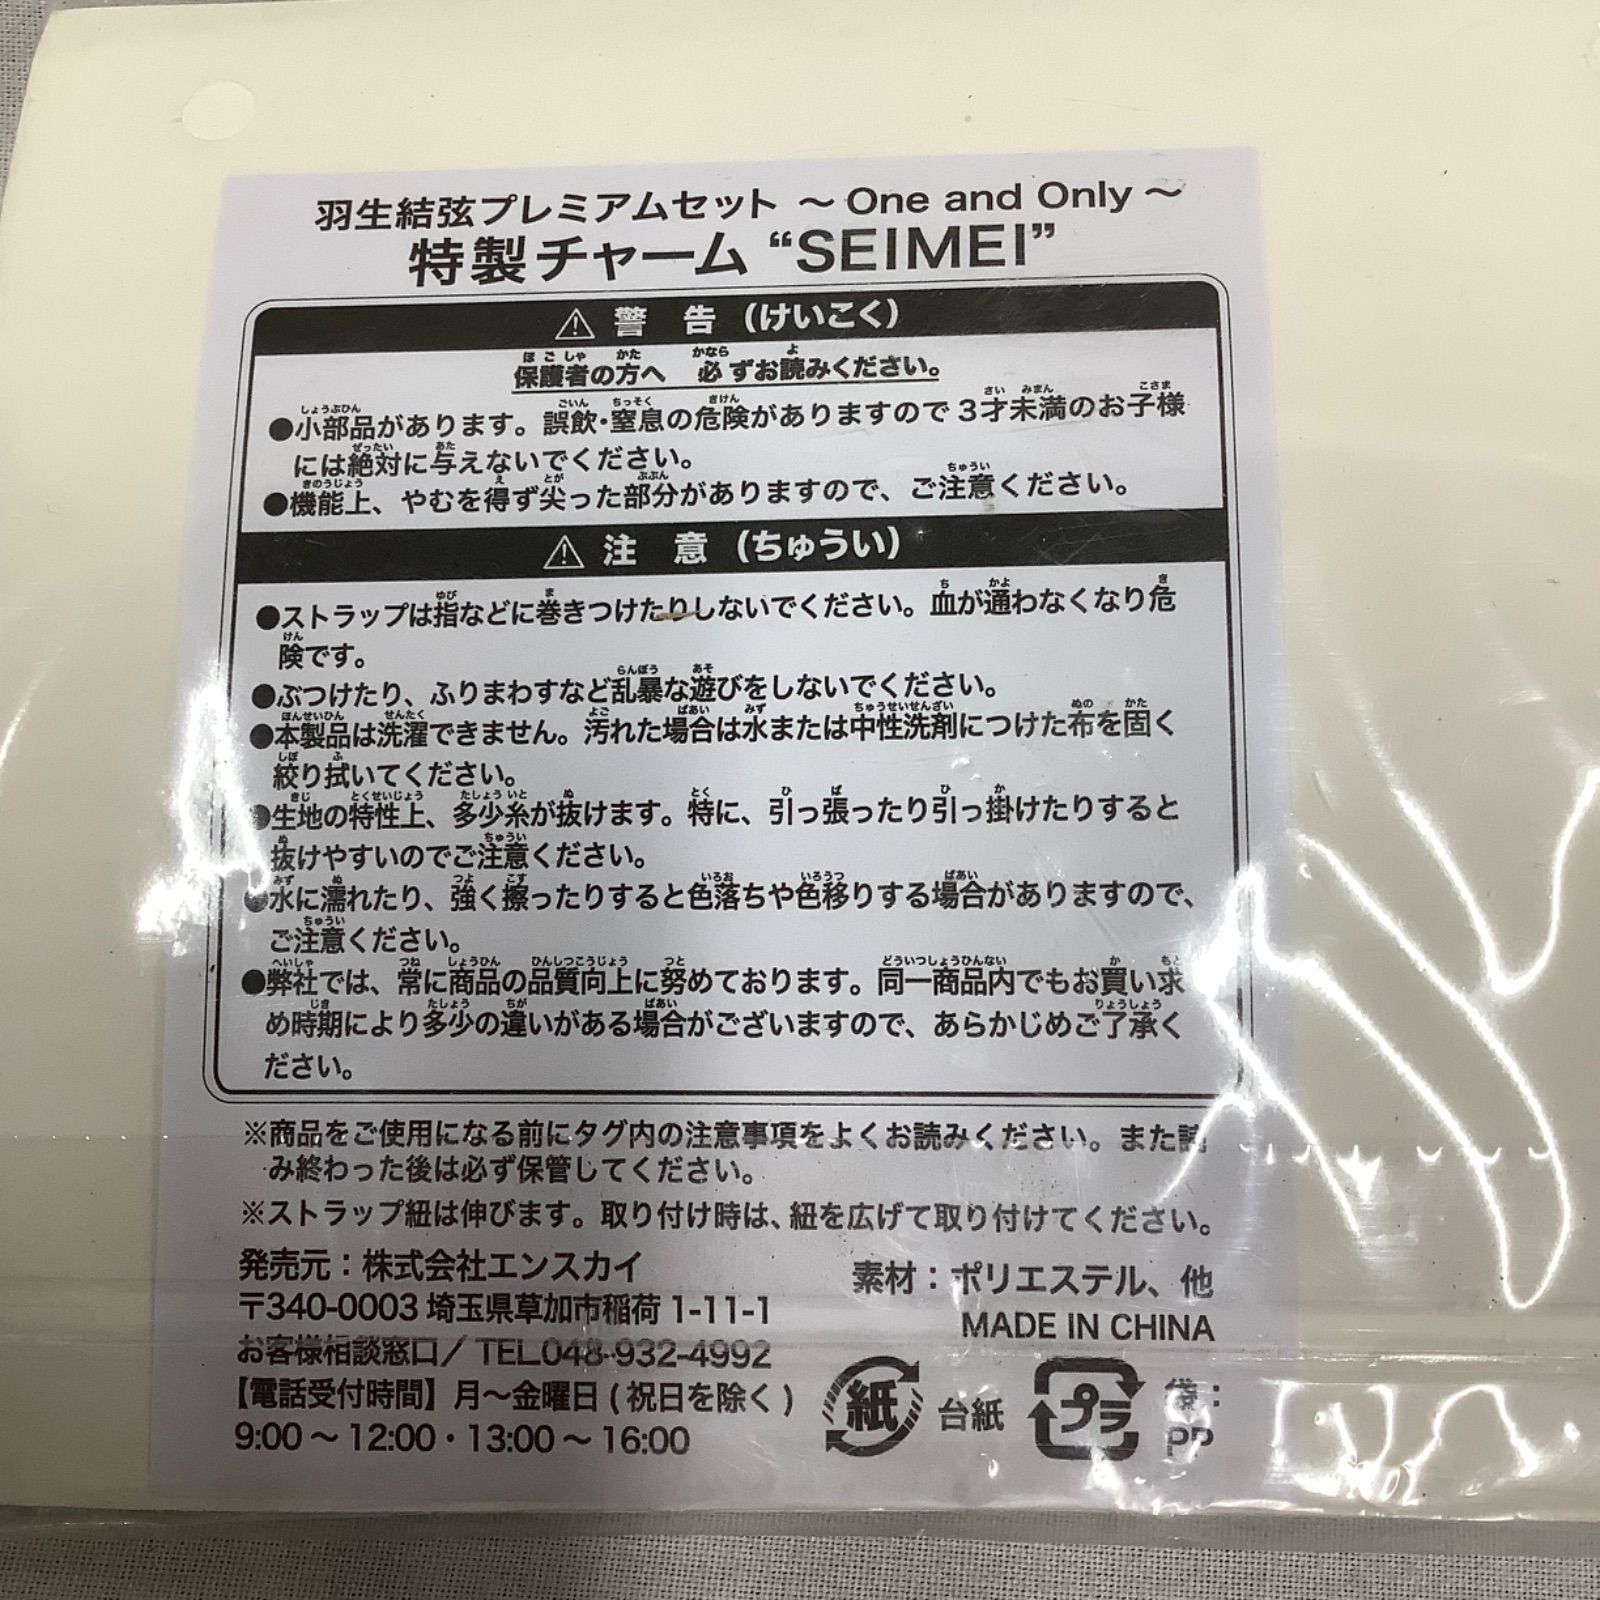 羽生結弦プレミアムセット ～ One and Only ～
特製チャーム “SEIMEI”
警 告（けいこく）
保護者の方へ 必ずお読みください。
●小部品があります。誤飲・窒息の危険がありますので3才未満のお子様
には絶対に与えないでください。
●機能上、やむを得ず尖った部分がありますので、ご注意ください。
注 意（ちゅうい）
●ストラップは指などに巻きつけたりしないでください。血が通わなくなり危
険です。
●ぶつけたり、ふりまわすなど乱暴な遊びをしないでください。
●本製品は洗濯できません。汚れた場合は水または中性洗剤につけた布を固く
絞り拭いてください。
●生地の特性上、多少糸が抜けます。特に、引っ張ったり引っ掛けたりすると
抜けやすいのでご注意ください。
●水に濡れたり、強く擦ったりすると色落ちや色移りする場合がありますので、
ご注意ください。
●弊社では、常に商品の品質向上に努めております。同一商品内でもお買い求
め時期により多少の違いがある場合がございますので、あらかじめご了承く
ださい。
※商品をご使用になる前にタグ内の注意事項をよくお読みください。また読
み終わった後は必ず保管してください。
※ストラップ紐は伸びます。取り付け時は、紐を広げて取り付けてください。
発売元：株式会社エンスカイ
〒340-0003 埼玉県草加市稲荷 1-11-1
お客様相談窓口／ TEL.048-932-4992
【電話受付時間】月～金曜日 ( 祝日を除く )
9:00 ～ 12:00・13:00 ～ 16:00
素材：ポリエステル、他
MADE IN CHINA
紙 台紙 プラ 袋：
PP